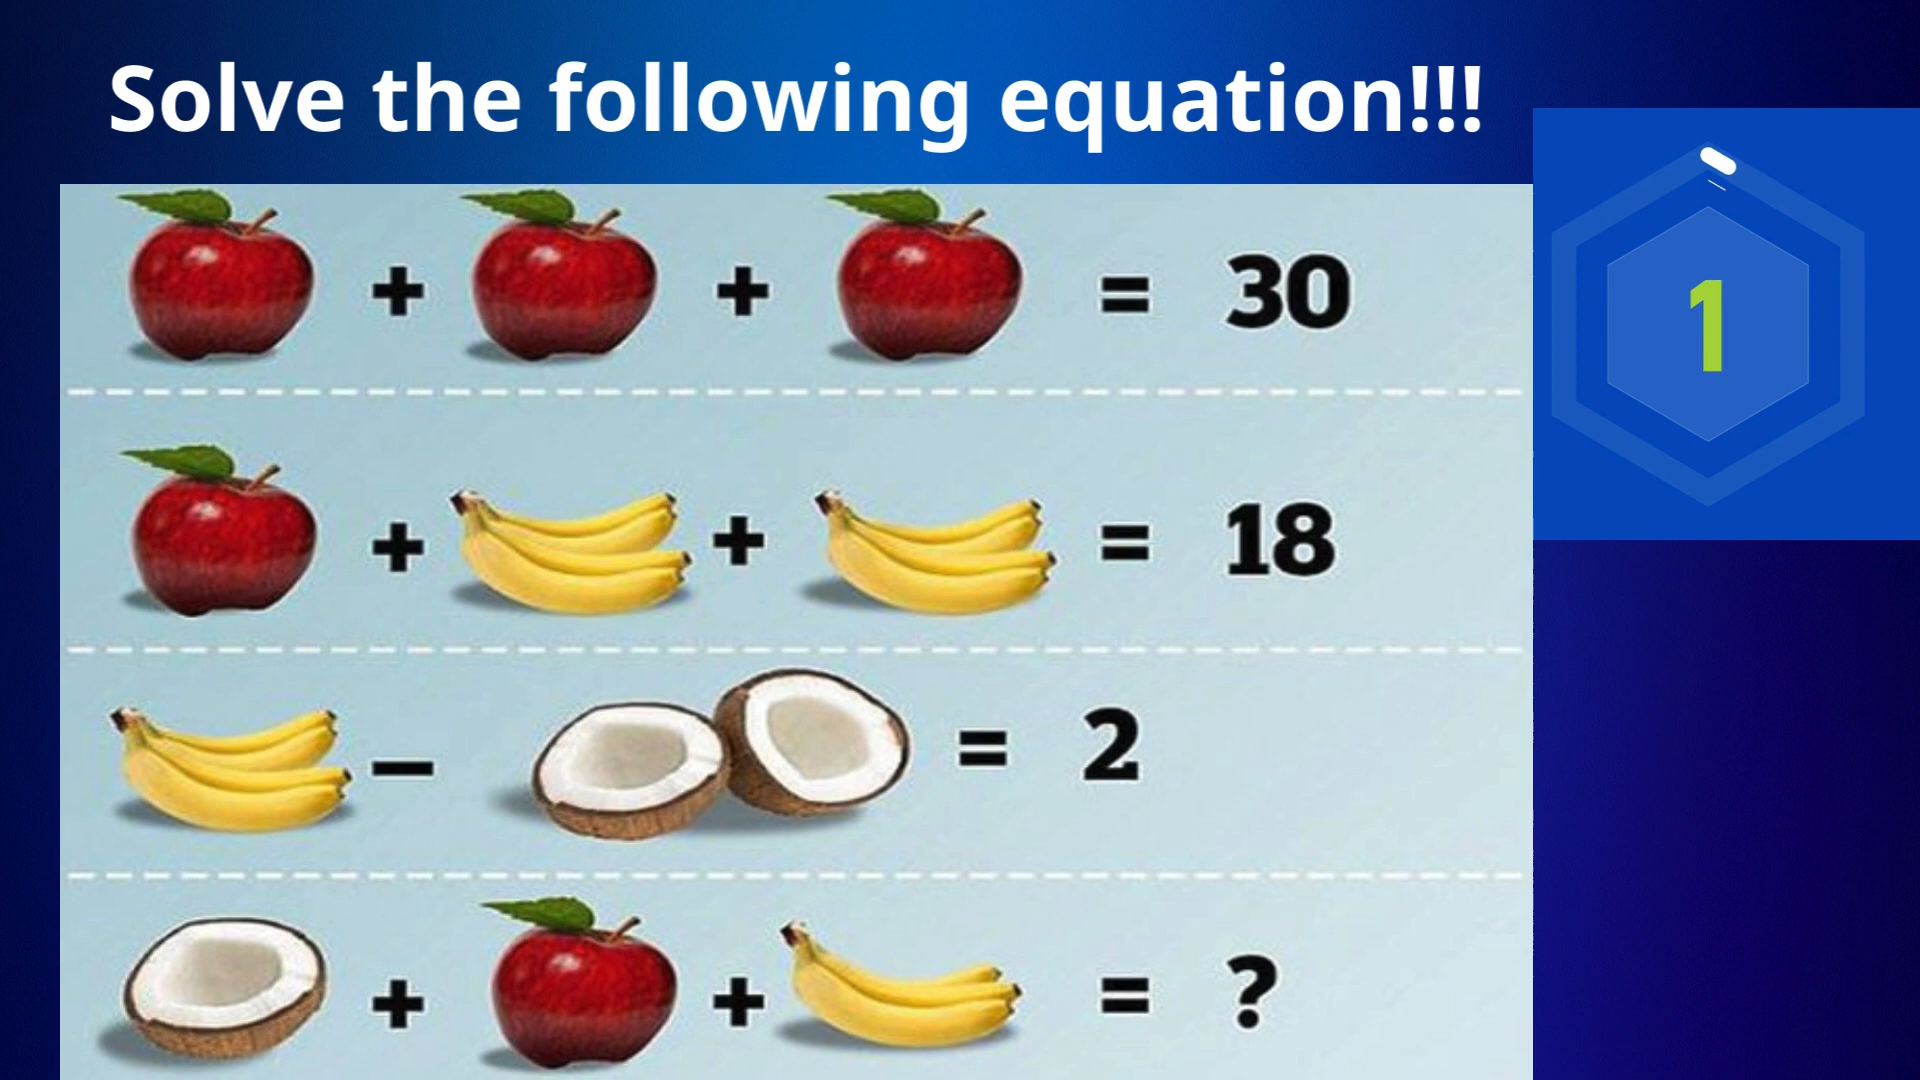 Solve the following equation!!!
+ + = 30
1
+ + = 18
– = 2
+ + = ?